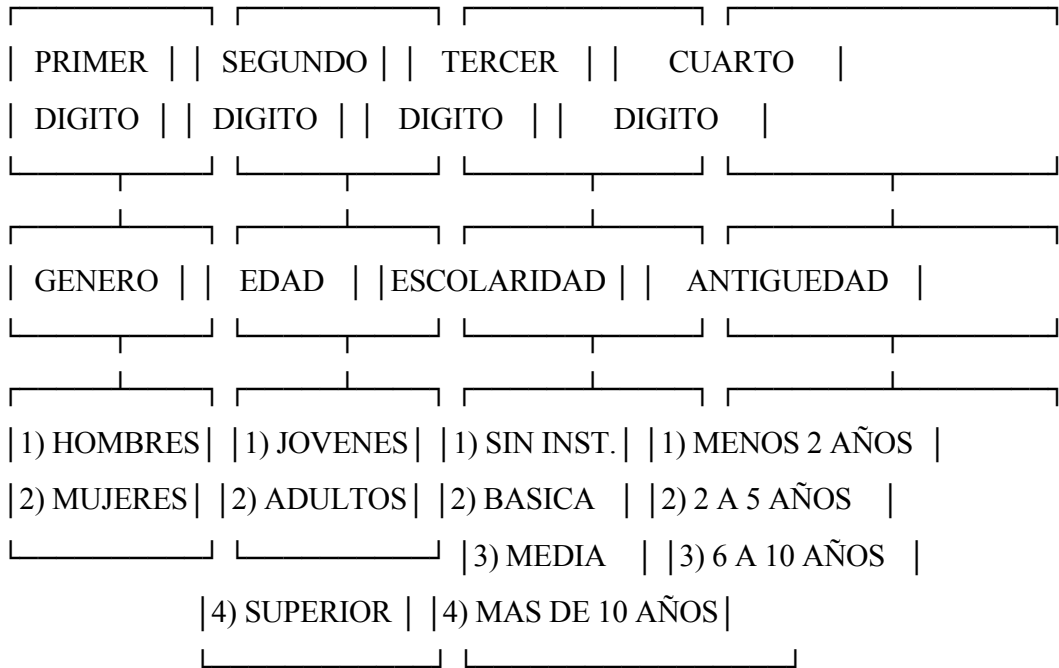 PRIMER SEGUNDO TERCER CUARTO
DIGITO DIGITO DIGITO DIGITO
GENERO EDAD ESCOLARIDAD ANTIGUEDAD
1) HOMBRES 1) JOVENES 1) SIN INST. 1) MENOS 2 AÑOS
2) MUJERES 2) ADULTOS 2) BASICA 2) 2 A 5 AÑOS
3) MEDIA 3) 6 A 10 AÑOS
4) SUPERIOR 4) MAS DE 10 AÑOS